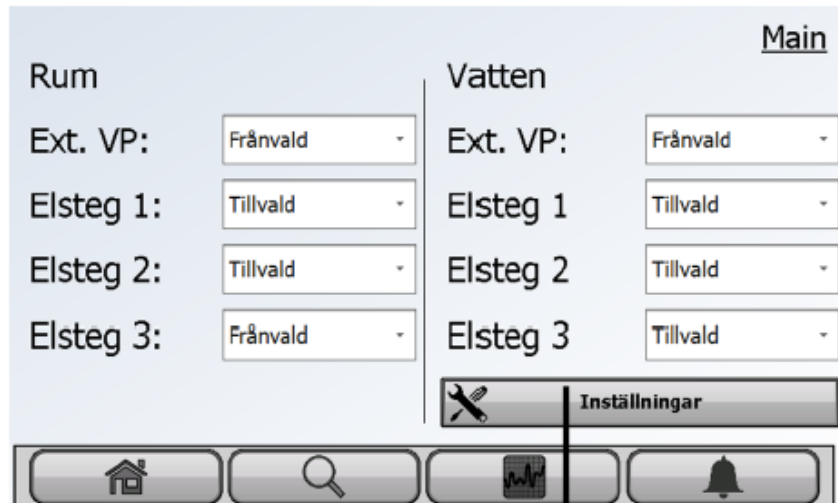 Main
Rum
Ext. VP: Frånvald
Elsteg 1: Tillvald
Elsteg 2: Tillvald
Elsteg 3: Frånvald
Vatten
Ext. VP: Frånvald
Elsteg 1 Tillvald
Elsteg 2 Tillvald
Elsteg 3 Tillvald
Inställningar